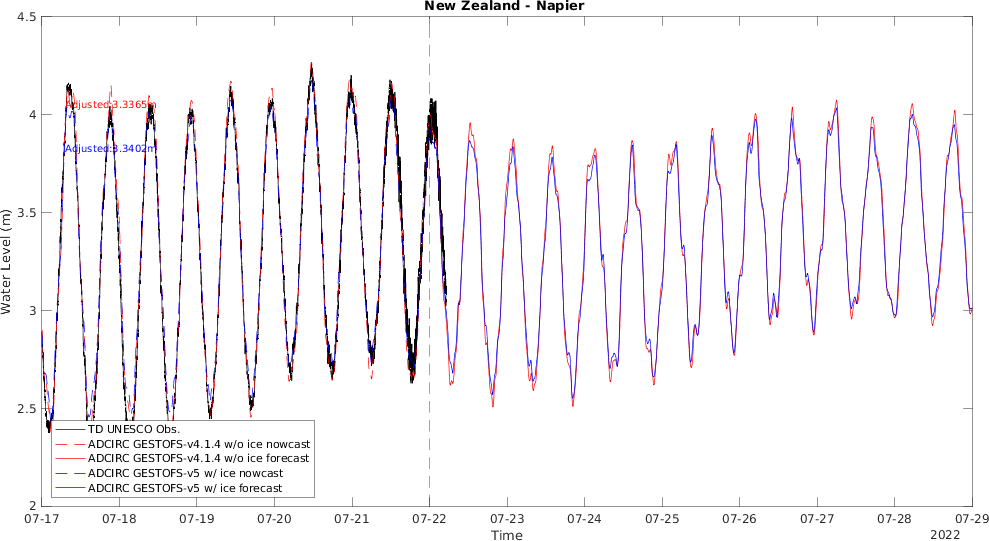 New Zealand - Napier
4.5
4
3.5
3
2.5
2
Water Level (m)
Adjusted:3.3365m
Adjusted:3.3402m
TD UNESCO Obs.
ADCIRC GESTOFS-v4.1.4 w/o ice nowcast
ADCIRC GESTOFS-v4.1.4 w/o ice forecast
ADCIRC GESTOFS-v5 w/ ice nowcast
ADCIRC GESTOFS-v5 w/ ice forecast
07-17 07-18 07-19 07-20 07-21 07-22 07-23 07-24 07-25 07-26 07-27 07-28 07-29
Time
2022